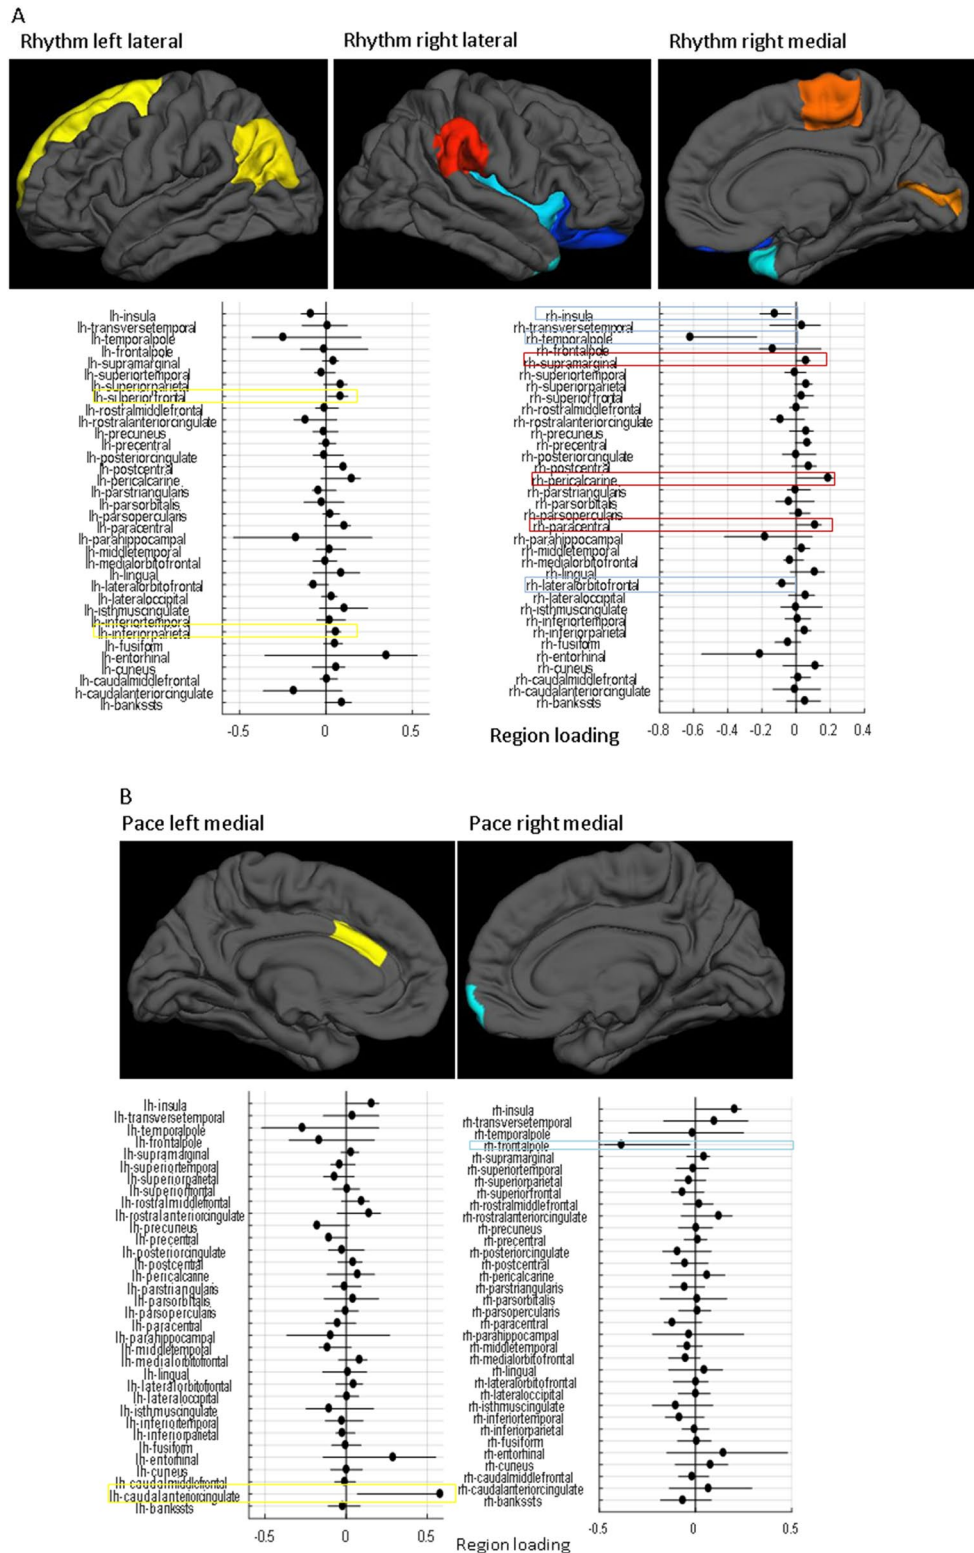 A
Rhythm left lateral
Rhythm right lateral
Rhythm right medial
lh-insula
lh-transversetemporal
lh-temporalpole
lh-frontalpole
lh-supramarginal
lh-superiortemporal
lh-superiorparietal
lh-superiorfrontal
lh-rostralmiddlefrontal
lh-rostralanteriorcingulate
lh-precuneus
lh-precentral
lh-posteriorcingulate
lh-postcentral
lh-pericalcarine
lh-parstriangularis
lh-parsorbitalis
lh-parsopercularis
lh-paracentral
lh-parahippocampal
lh-middletemporal
lh-medialorbitofrontal
lh-lingual
lh-lateralorbitofrontal
lh-lateraloccipital
lh-isthmuscingulate
lh-inferiortemporal
lh-inferiorparietal
lh-fusiform
lh-entorhinal
lh-cuneus
lh-caudalmiddlefrontal
h-caudalanteriorcingulate
lh-bankssts
-0.5 0 0.5
rh-insula
rh-transversetemporal
rh-temporalpole
rh-frontalpole
rh-supramarginal
rh-superiortemporal
rh-superiorparietal
rh-superiorfrontal
rh-rostralmiddlefrontal
rh-rostralanteriorcingulate
rh-precuneus
rh-precentral
rh-posteriorcingulate
rh-postcentral
rh-pericalcarine
rh-parstriangularis
rh-parsorbitalis
rh-parsopercularis
rh-paracentral
rh-parahippocampal
rh-middletemporal
rh-medialorbitofrontal
rh-lingual
rh-lateralorbitofrontal
rh-lateraloccipital
rh-isthmuscingulate
rh-inferiortemporal
rh-inferiorparietal
rh-fusiform
rh-entorhinal
rh-cuneus
rh-caudalmiddlefrontal
rh-caudalanteriorcingulate
rh-bankssts
-0.8 -0.6 -0.4 -0.2 0 0.2 0.4
Region loading
B
Pace left medial
Pace right medial
lh-insula
lh-transversetemporal
lh-temporalpole
lh-frontalpole
lh-supramarginal
lh-superiortemporal
lh-superiorparietal
lh-superiorfrontal
lh-rostralmiddlefrontal
lh-rostralanteriorcingulate
lh-precuneus
lh-precentral
lh-posteriorcingulate
lh-postcentral
lh-pericalcarine
lh-parstriangularis
lh-parsorbitalis
lh-parsopercularis
lh-paracentral
lh-parahippocampal
lh-middletemporal
lh-medialorbitofrontal
lh-lingual
lh-lateralorbitofrontal
lh-lateraloccipital
lh-isthmuscingulate
lh-inferiortemporal
lh-inferiorparietal
lh-fusiform
lh-entorhinal
lh-cuneus
lh-caudalmiddlefrontal
lh-caudalanteriorcingulate
lh-bankssts
-0.5 0 0.5
rh-insula
rh-transversetemporal
rh-temporalpole
rh-frontalpole
rh-supramarginal
rh-superiortemporal
rh-superiorparietal
rh-superiorfrontal
rh-rostralmiddlefrontal
rh-rostralanteriorcingulate
rh-precuneus
rh-precentral
rh-posteriorcingulate
rh-postcentral
rh-pericalcarine
rh-parstriangularis
rh-parsorbitalis
rh-parsopercularis
rh-paracentral
rh-parahippocampal
rh-middletemporal
rh-medialorbitofrontal
rh-lingual
rh-lateralorbitofrontal
rh-lateraloccipital
rh-isthmuscingulate
rh-inferiortemporal
rh-inferiorparietal
rh-fusiform
rh-entorhinal
rh-cuneus
rh-caudalmiddlefrontal
rh-caudalanteriorcingulate
rh-bankssts
-0.5 0 0.5
Region loading